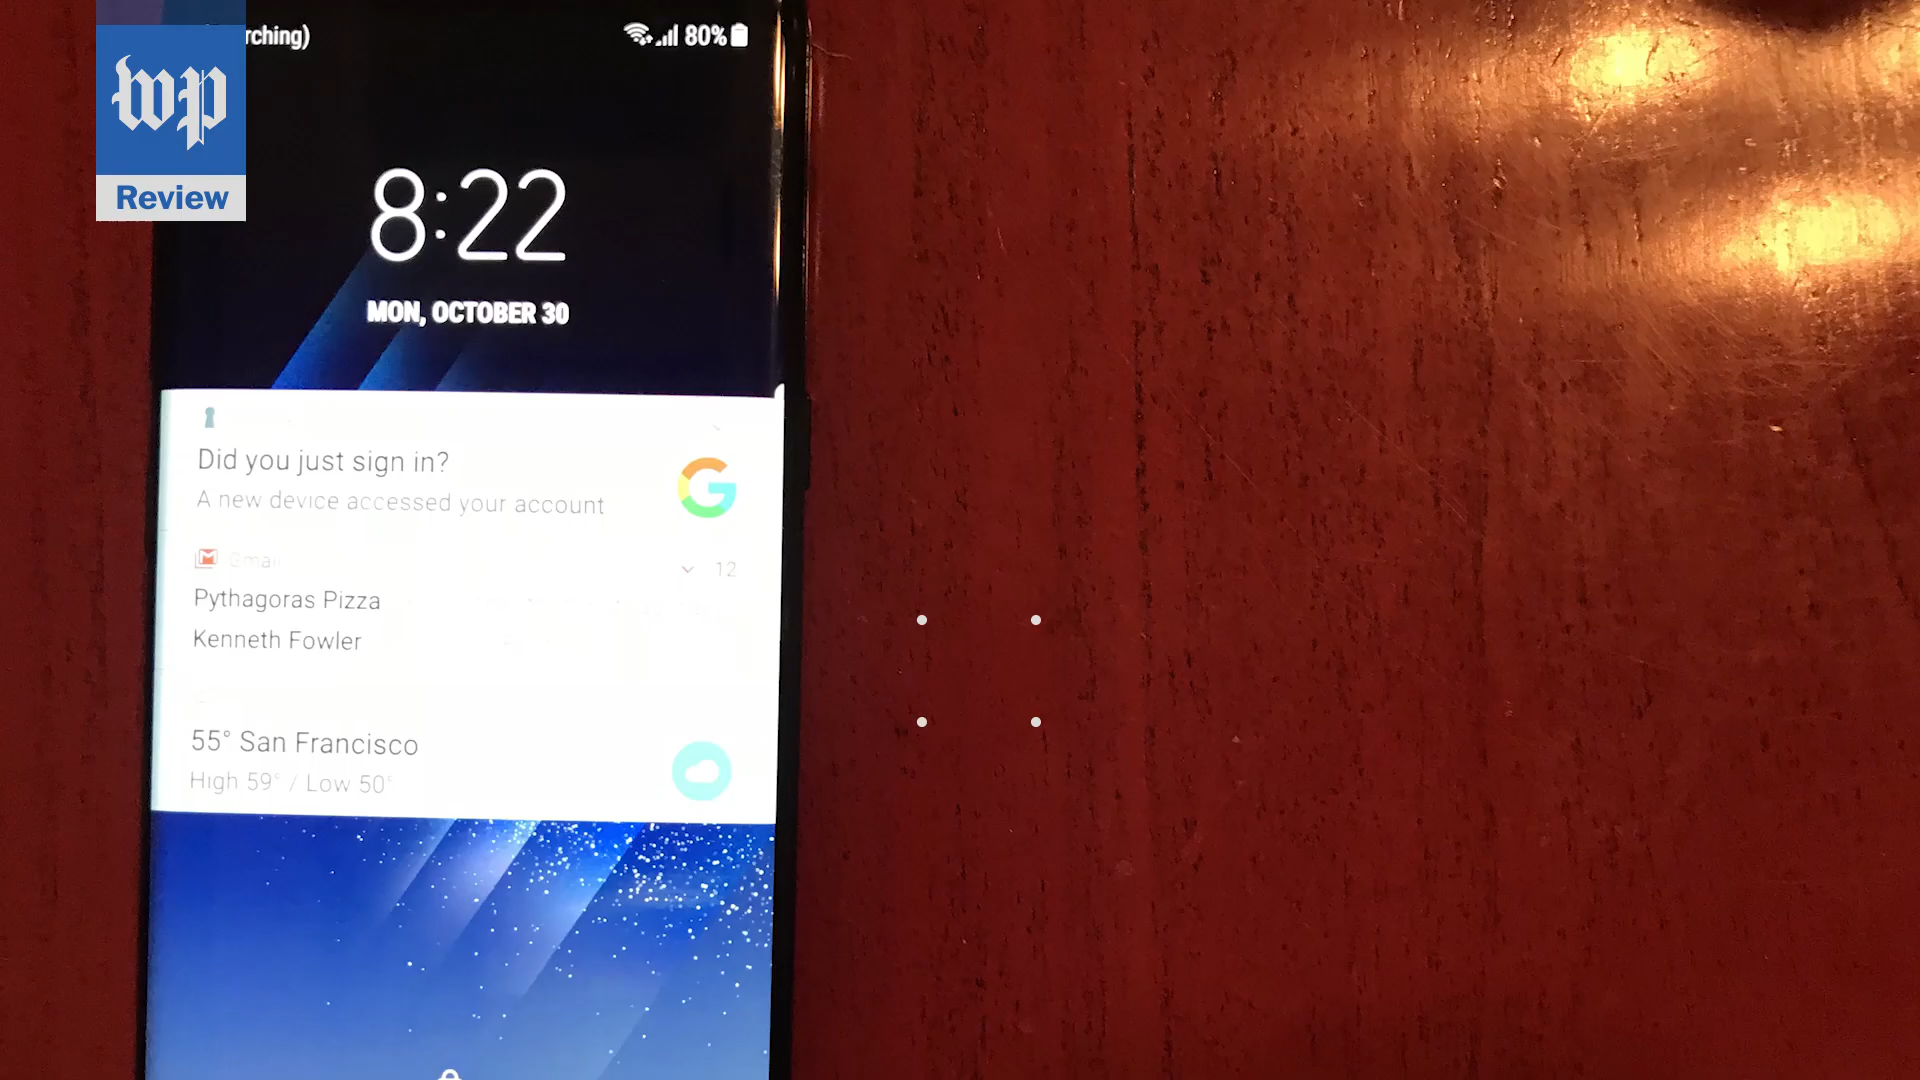 rching)
80%
wp
Review
8:22
MON, OCTOBER 30
Did you just sign in?
A new device accessed your account
Gmail
12
Pythagoras Pizza
Kenneth Fowler
55° San Francisco
High 59° / Low 50°